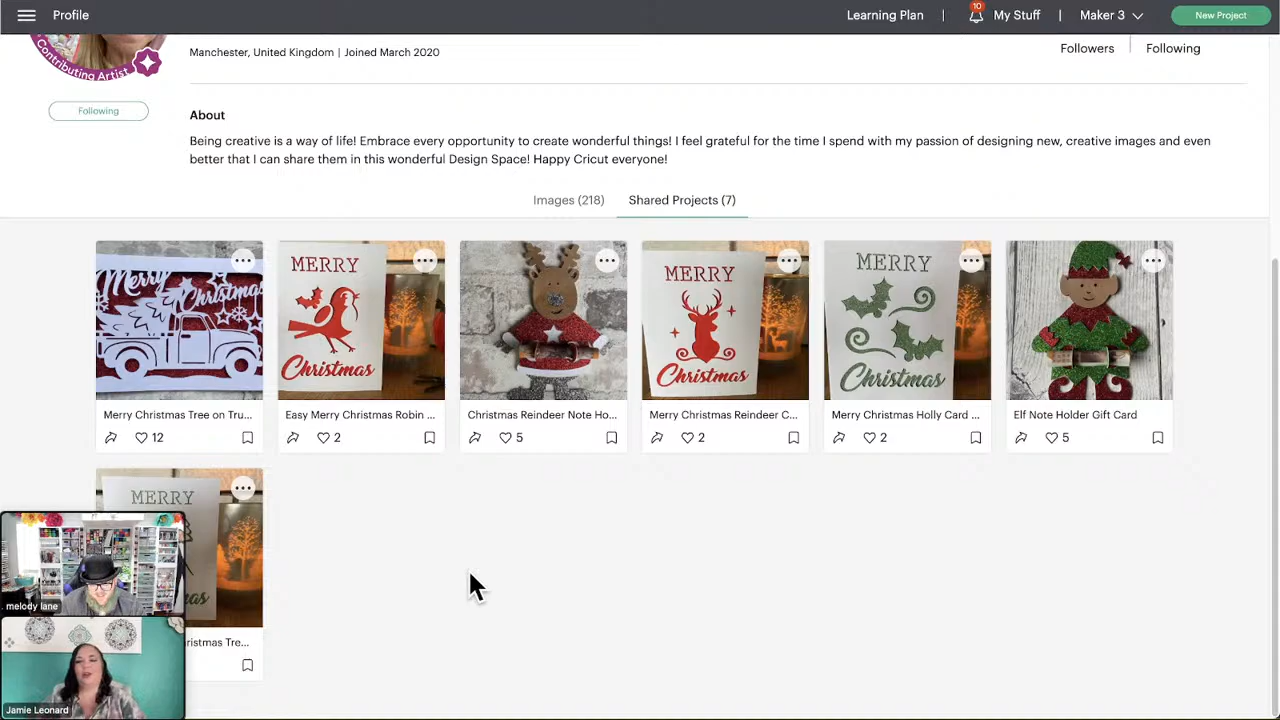 Profile
Learning Plan
10
My Stuff
Maker 3
New Project
Contributing Artist
Manchester, United Kingdom | Joined March 2020
Followers
Following
Following
About
Being creative is a way of life! Embrace every opportunity to create wonderful things! I feel grateful for the time I spend with my passion of designing new, creative images and even
better that I can share them in this wonderful Design Space! Happy Cricut everyone!
Images (218)
Shared Projects (7)
Merry Christmas
MERRY
Christmas
MERRY
Christmas
MERRY
Christmas
Merry Christmas Tree on Tru...
Easy Merry Christmas Robin ...
Christmas Reindeer Note Ho...
Merry Christmas Reindeer C...
Merry Christmas Holly Card ...
Elf Note Holder Gift Card
12
2
5
2
2
5
MERRY
as
ristmas Tre...
melody lane
Jamie Leonard